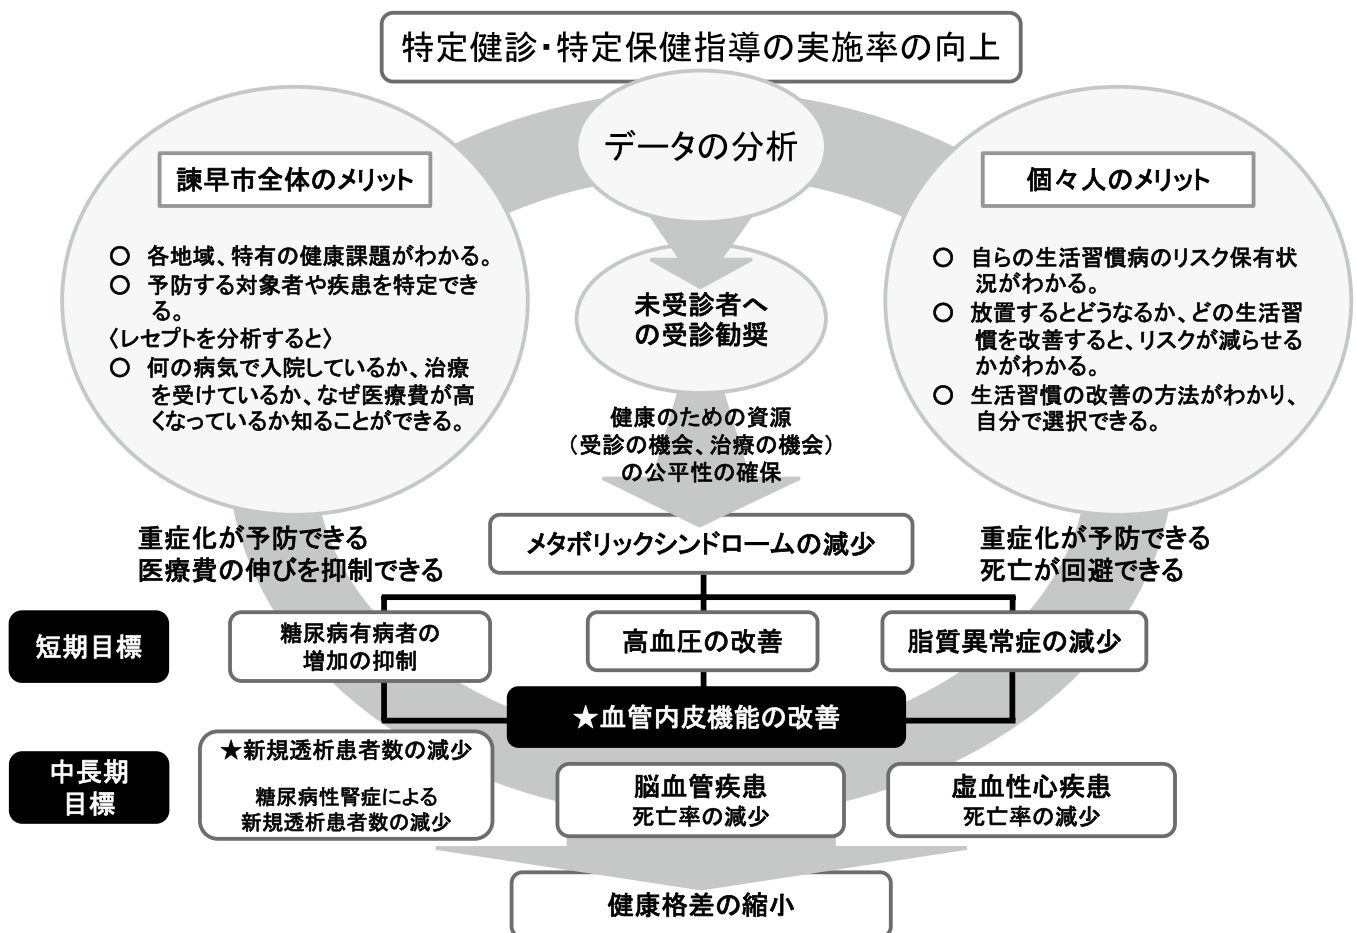 特定健診・特定保健指導の実施率の向上
データの分析
諫早市全体のメリット
○ 各地域、特有の健康課題がわかる。
○ 予防する対象者や疾患を特定でき
る。
〈レセプトを分析すると〉
○ 何の病気で入院しているか、治療
を受けているか、なぜ医療費が高
くなっているか知ることができる。
個々人のメリット
○ 自らの生活習慣病のリスク保有状
況がわかる。
○ 放置するとどうなるか、どの生活習
慣を改善すると、リスクが減らせる
かがわかる。
○ 生活習慣の改善の方法がわかり、
自分で選択できる。
未受診者へ
の受診勧奨
健康のための資源
（受診の機会、治療の機会）
の公平性の確保
重症化が予防できる
医療費の伸びを抑制できる
重症化が予防できる
死亡が回避できる
メタボリックシンドロームの減少
短期目標
糖尿病有病者の
増加の抑制
高血圧の改善
脂質異常症の減少
★血管内皮機能の改善
中長期
目標
★新規透析患者数の減少
糖尿病性腎症による
新規透析患者数の減少
脳血管疾患
死亡率の減少
虚血性心疾患
死亡率の減少
健康格差の縮小